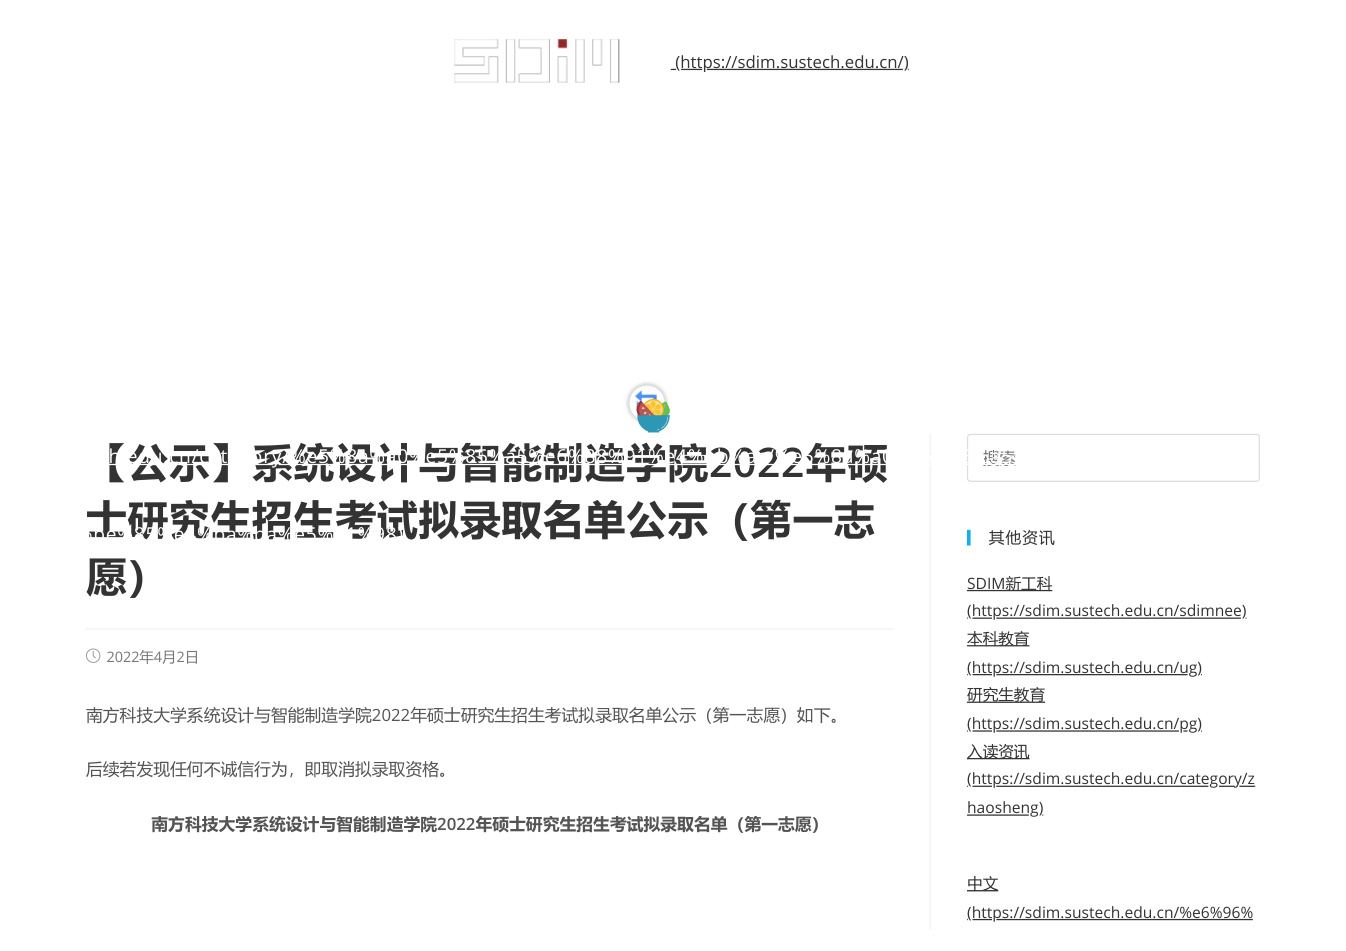 SDIM
(https://sdim.sustech.edu.cn/)
【公示】系统设计与智能制造学院2022年硕
士研究生招生考试拟录取名单公示（第一志
愿）
2022年4月2日
南方科技大学系统设计与智能制造学院2022年硕士研究生招生考试拟录取名单公示（第一志愿）如下。
后续若发现任何不诚信行为，即取消拟录取资格。
南方科技大学系统设计与智能制造学院2022年硕士研究生招生考试拟录取名单（第一志愿）
搜索
其他资讯
SDIM新工科
(https://sdim.sustech.edu.cn/sdimnee)
本科教育
(https://sdim.sustech.edu.cn/ug)
研究生教育
(https://sdim.sustech.edu.cn/pg)
入读资讯
(https://sdim.sustech.edu.cn/category/z
haosheng)
中文
(https://sdim.sustech.edu.cn/%e6%96%